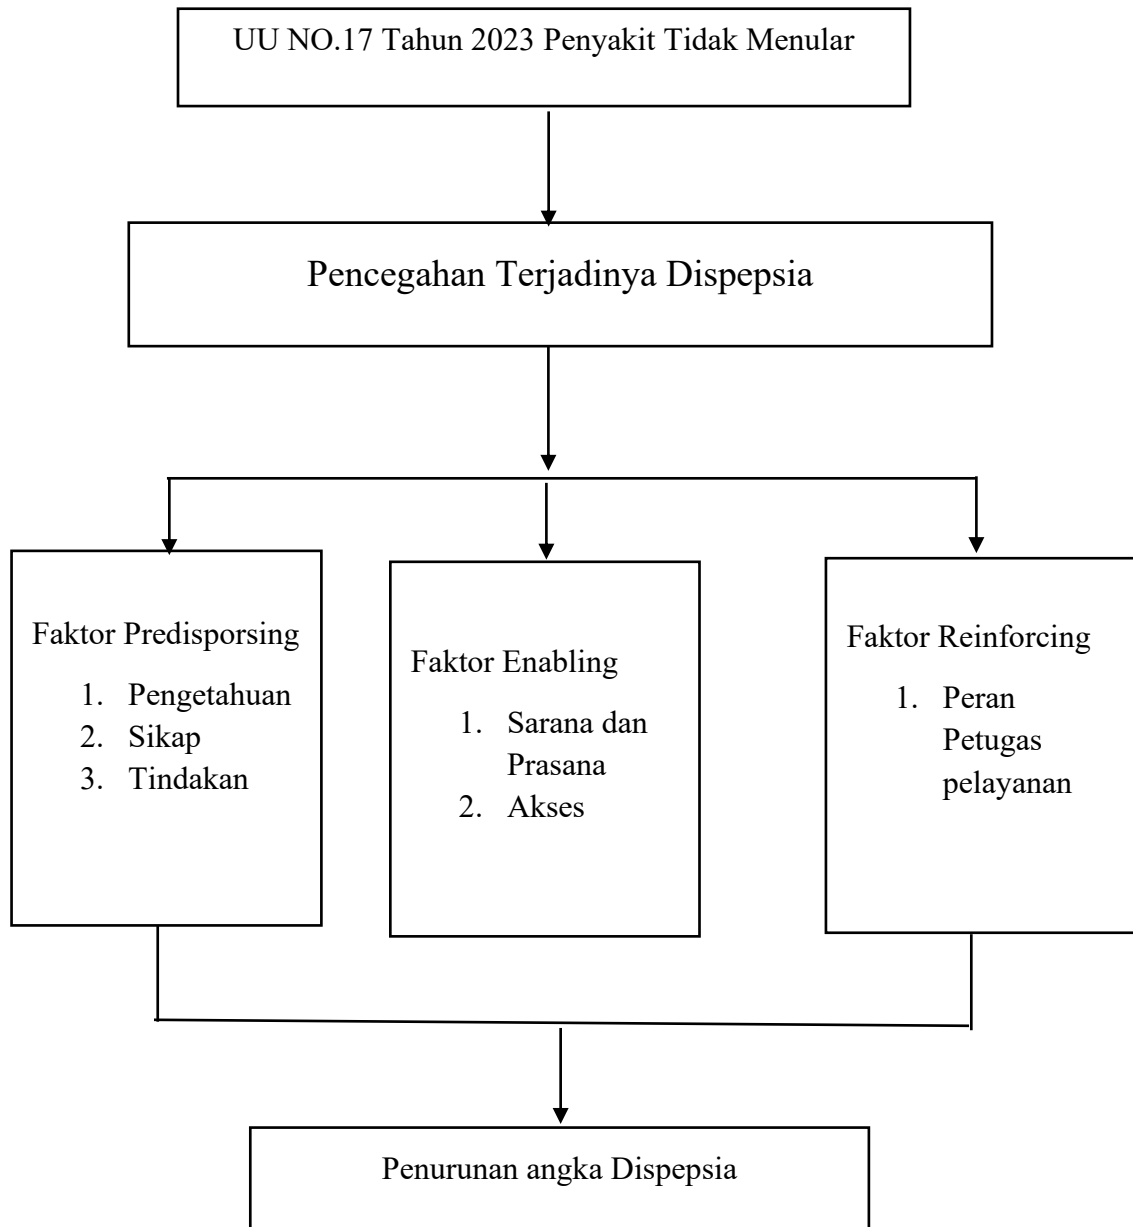 UU NO.17 Tahun 2023 Penyakit Tidak Menular
Pencegahan Terjadinya Dispepsia
Faktor Predisporsing
1. Pengetahuan
2. Sikap
3. Tindakan
Faktor Enabling
1. Sarana dan
Prasana
2. Akses
Faktor Reinforcing
1. Peran
Petugas
pelayanan
Penurunan angka Dispepsia